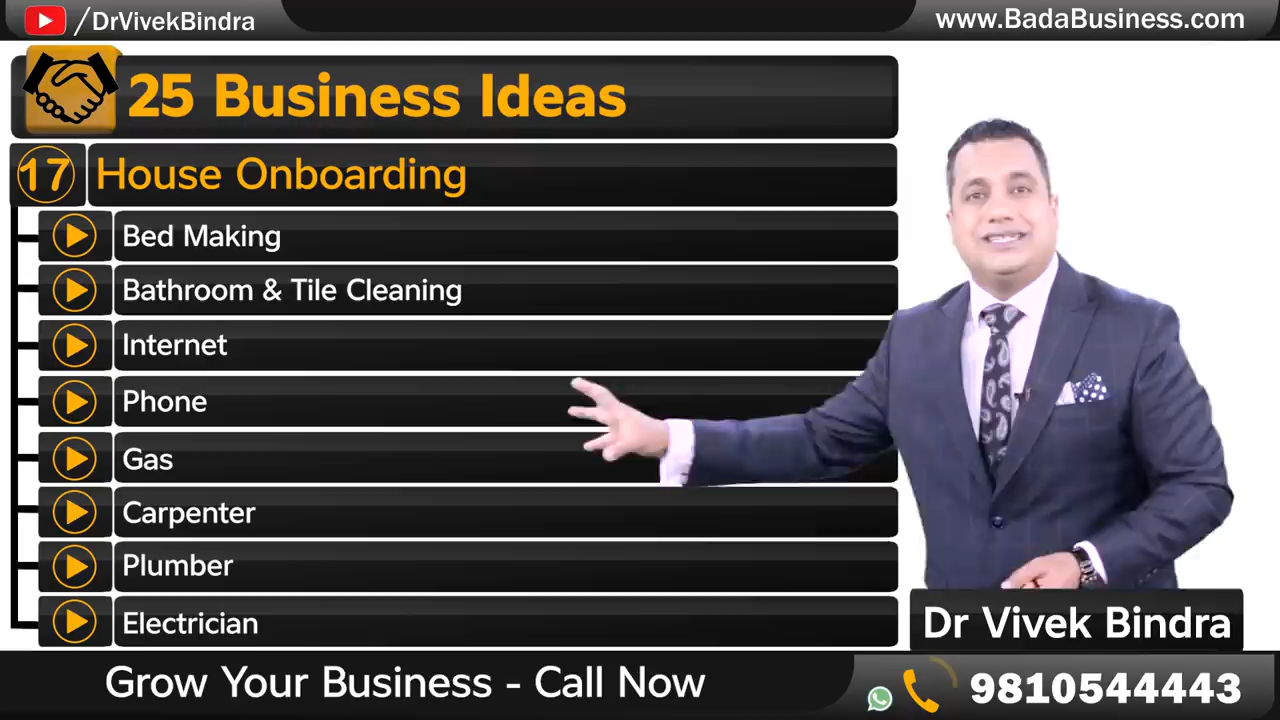 /DrVivekBindra
www.BadaBusiness.com
25 Business Ideas
17 House Onboarding
Bed Making
Bathroom & Tile Cleaning
Internet
Phone
Gas
Carpenter
Plumber
Electrician
Dr Vivek Bindra
Grow Your Business - Call Now
9810544443